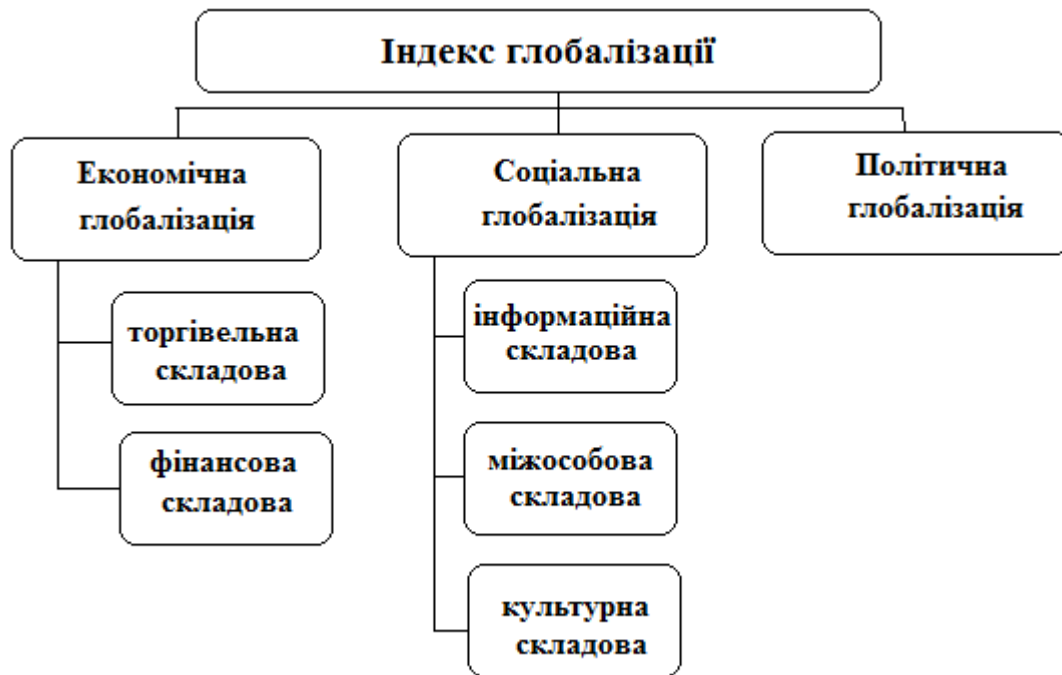 Індекс глобалізації
Економічна
глобалізація
Соціальна
глобалізація
Політична
глобалізація
торгівельна
складова
фінансова
складова
інформаційна
складова
міжособова
складова
культурна
складова